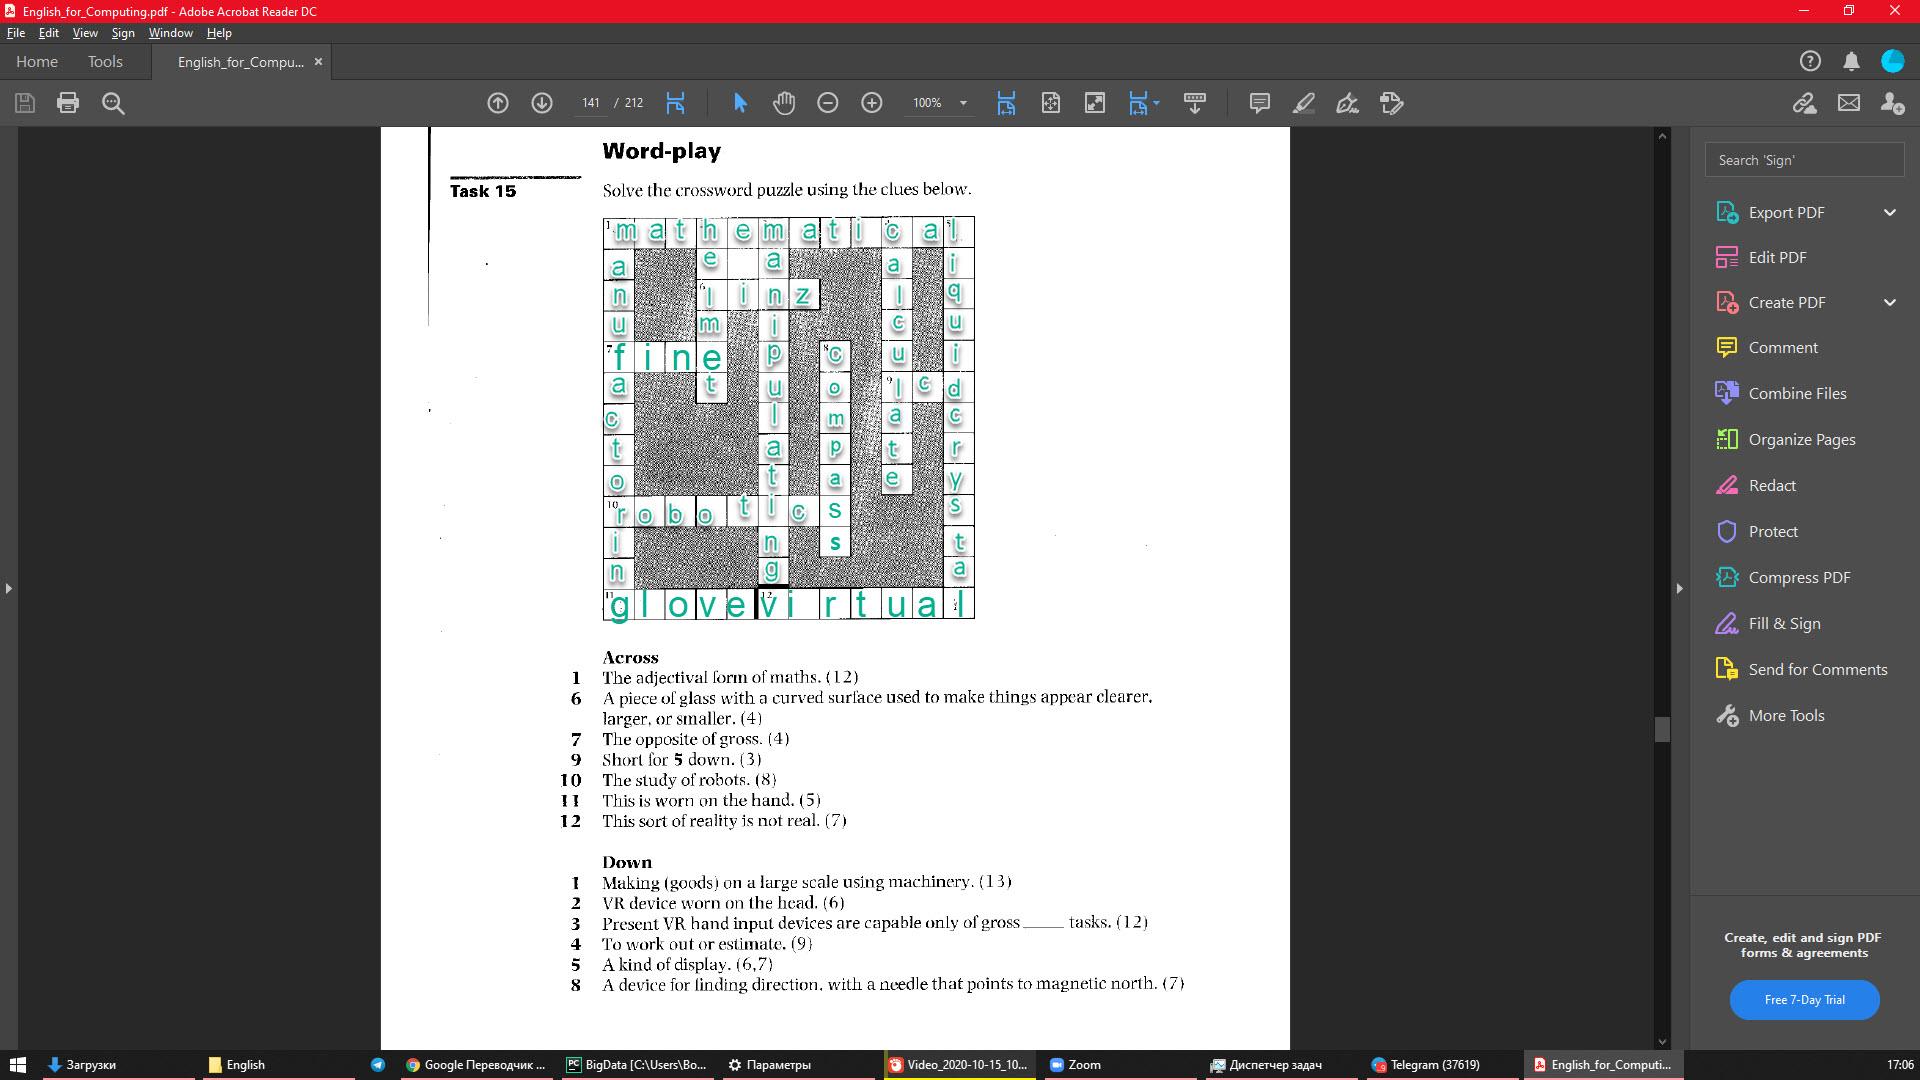 English_for_Computing.pdf - Adobe Acrobat Reader DC
File Edit View Sign Window Help
Home Tools English_for_Compu... ×
141 / 212 100%
Word-play
Task 15
Solve the crossword puzzle using the clues below.
1 m a t h e m a t i c a l
a e a a i
n 6 l i n z l q
u m i c u
7 f i n e p 8 c u i
a t u o 9 l c d
c l m a c
t a p t r
o t a e y
10 r o b o t i c s s
i n s t
n g a
11 g l o v e 12 v i r t u a l
Across
1 The adjectival form of maths. (12)
6 A piece of glass with a curved surface used to make things appear clearer,
larger, or smaller. (4)
7 The opposite of gross. (4)
9 Short for 5 down. (3)
10 The study of robots. (8)
11 This is worn on the hand. (5)
12 This sort of reality is not real. (7)
Down
1 Making (goods) on a large scale using machinery. (13)
2 VR device worn on the head. (6)
3 Present VR hand input devices are capable only of gross ____ tasks. (12)
4 To work out or estimate. (9)
5 A kind of display. (6,7)
8 A device for finding direction, with a needle that points to magnetic north. (7)
Search 'Sign'
Export PDF
Edit PDF
Create PDF
Comment
Combine Files
Organize Pages
Redact
Protect
Compress PDF
Fill & Sign
Send for Comments
More Tools
Create, edit and sign PDF
forms & agreements
Free 7-Day Trial
Загрузки English Google Переводчик ... BigData [C:\Users\Bo... Параметры Video_2020-10-15_10... Zoom Диспетчер задач Telegram (37619) English_for_Computi... 17:06